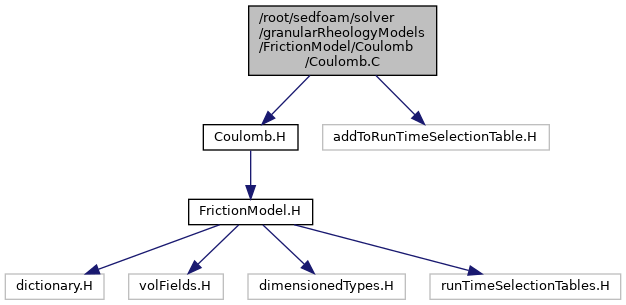 /root/sedfoam/solver
/granularRheologyModels
/FrictionModel/Coulomb
/Coulomb.C
Coulomb.H
addToRunTimeSelectionTable.H
FrictionModel.H
dictionary.H
volFields.H
dimensionedTypes.H
runTimeSelectionTables.H